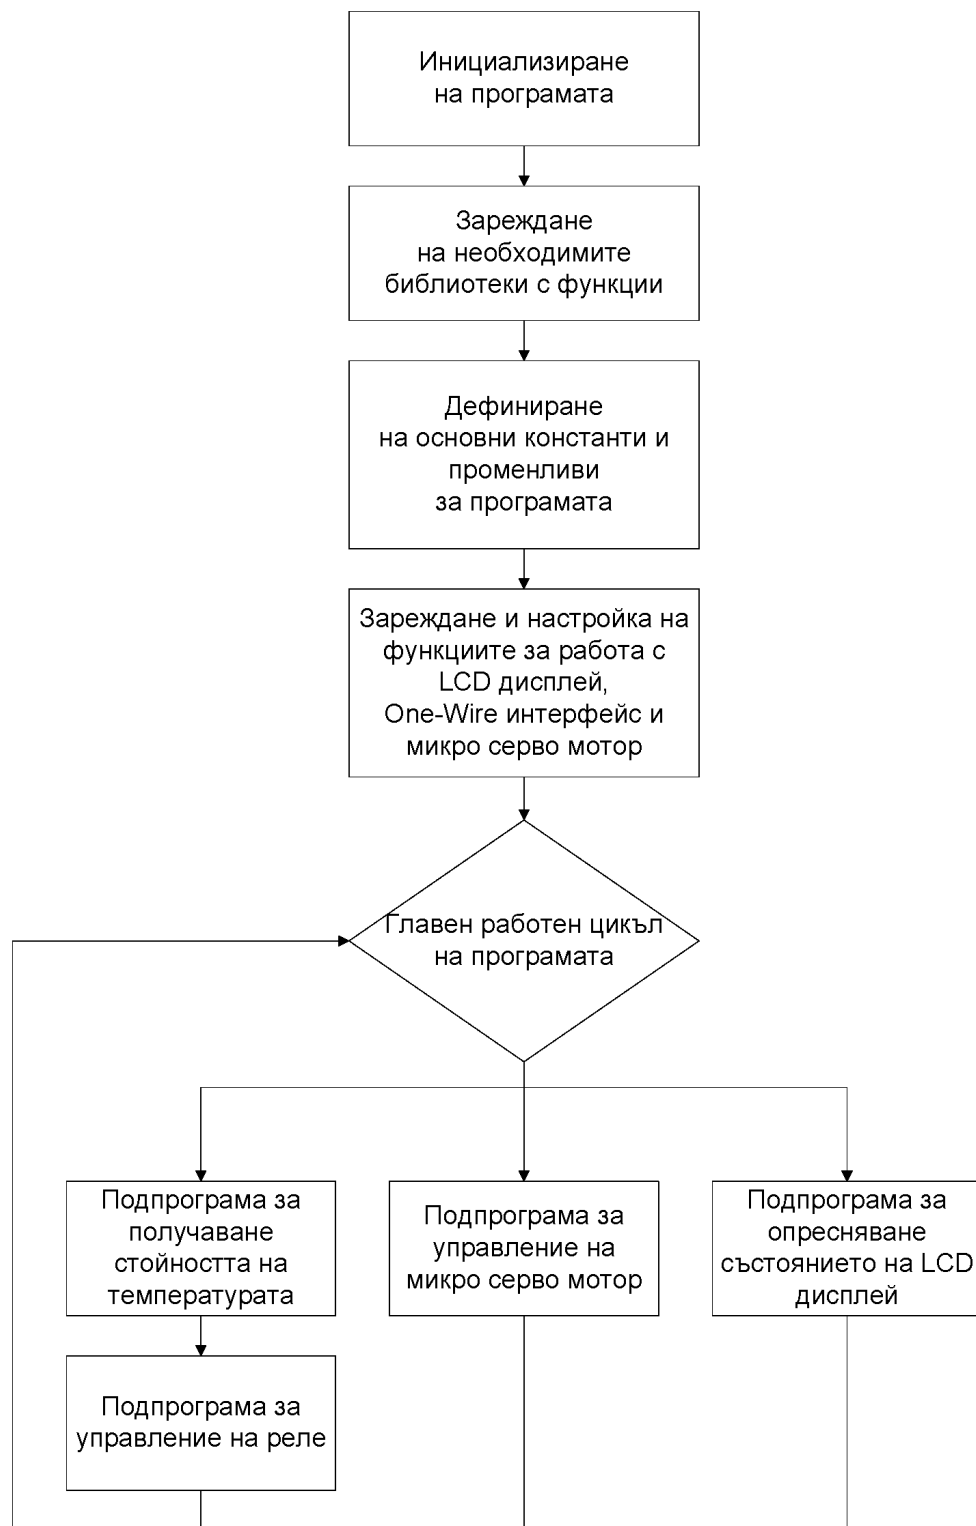 Инициализиране
на програмата
Зареждане
на необходимите
библиотеки с функции
Дефиниране
на основни константи и
променливи
за програмата
Зареждане и настройка на
функциите за работа с
LCD дисплей,
One-Wire интерфейс и
микро серво мотор
Главен работен цикъл
на програмата
Подпрограма за
получаване
стойността на
температурата
Подпрограма за
управление на
микро серво мотор
Подпрограма за
опресняване
състоянието на LCD
дисплей
Подпрограма за
управление на реле